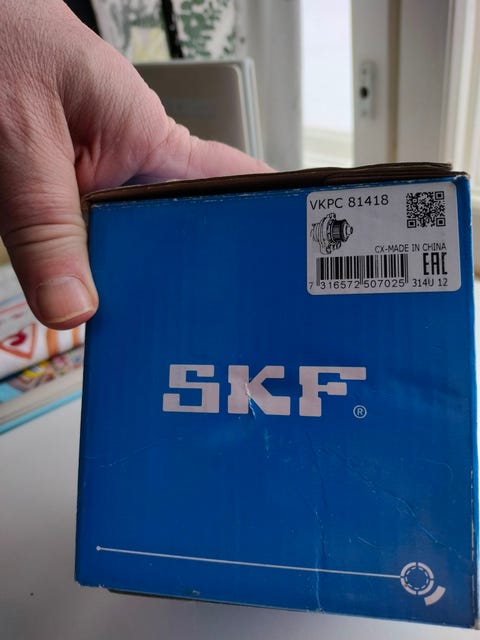 VKPC 81418
CX-MADE IN CHINA
EAC
7 316572 507025
314U 12
SKF®